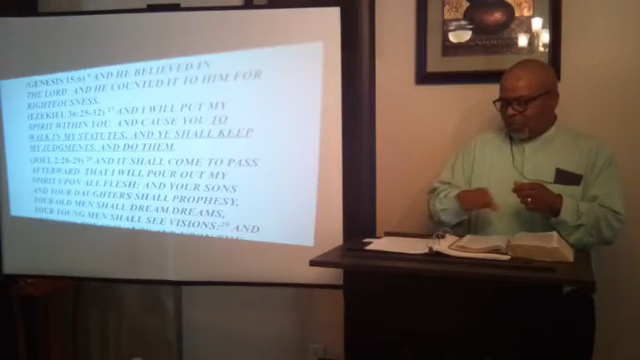 (GENESIS 15:6) 6 AND HE BELIEVED IN
THE LORD AND HE COUNTED IT TO HIM FOR
RIGHTEOUSNESS.
(EZEKIEL 36:25-32) 27 AND I WILL PUT MY
SPIRIT WITHIN YOU AND CAUSE YOU TO
WALK IN MY STATUTES, AND YE SHALL KEEP
MY JUDGMENTS, AND DO THEM.
(JOEL 2:28-29) 28 AND IT SHALL COME TO PASS
AFTERWARD THAT I WILL POUR OUT MY
SPIRIT UPON ALL FLESH; AND YOUR SONS
AND YOUR DAUGHTERS SHALL PROPHESY,
YOUR OLD MEN SHALL DREAM DREAMS,
YOUR YOUNG MEN SHALL SEE VISIONS: 29 AND